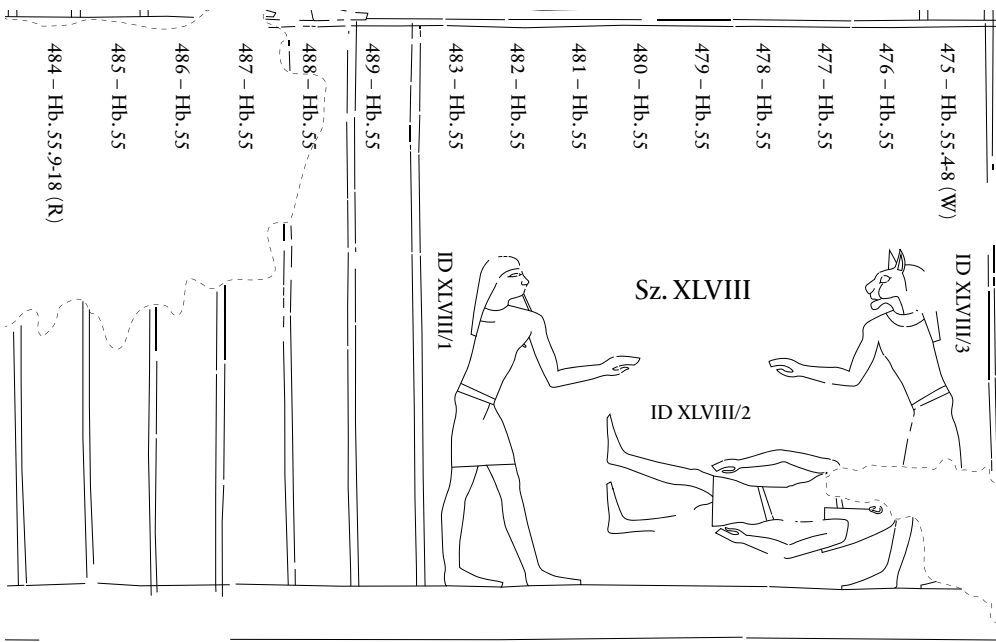 484 – Hb.55.9-18 (R)
485 – Hb.55
486 – Hb.55
487 – Hb.55
488 – Hb.55
489 – Hb.55
483 – Hb.55
482 – Hb.55
481 – Hb.55
480 – Hb.55
479 – Hb.55
478 – Hb.55
477 – Hb.55
476 – Hb.55
475 – Hb.55.4-8 (W)
ID XLVIII/1
Sz. XLVIII
ID XLVIII/3
ID XLVIII/2